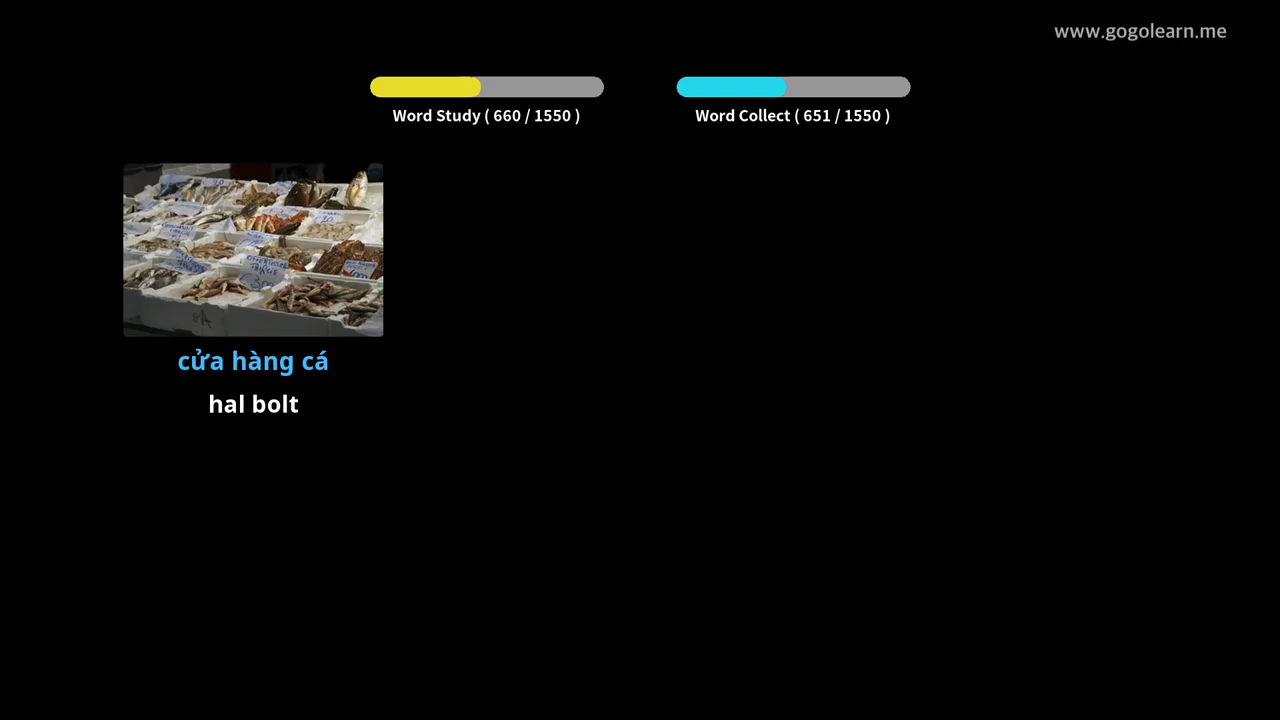 www.gogolearn.me
Word Study ( 660 / 1550 )
Word Collect ( 651 / 1550 )
cửa hàng cá
hal bolt